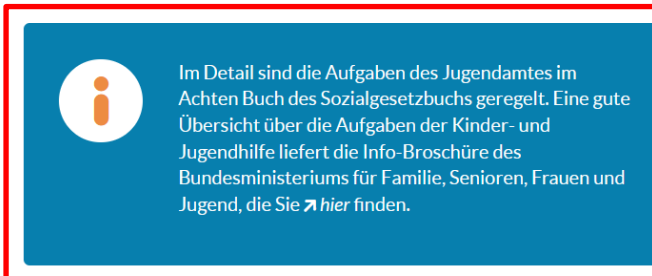 Im Detail sind die Aufgaben des Jugendamtes im
Achten Buch des Sozialgesetzbuchs geregelt. Eine gute
Übersicht über die Aufgaben der Kinder- und
Jugendhilfe liefert die Info-Broschüre des
Bundesministeriums für Familie, Senioren, Frauen und
Jugend, die Sie hier finden.